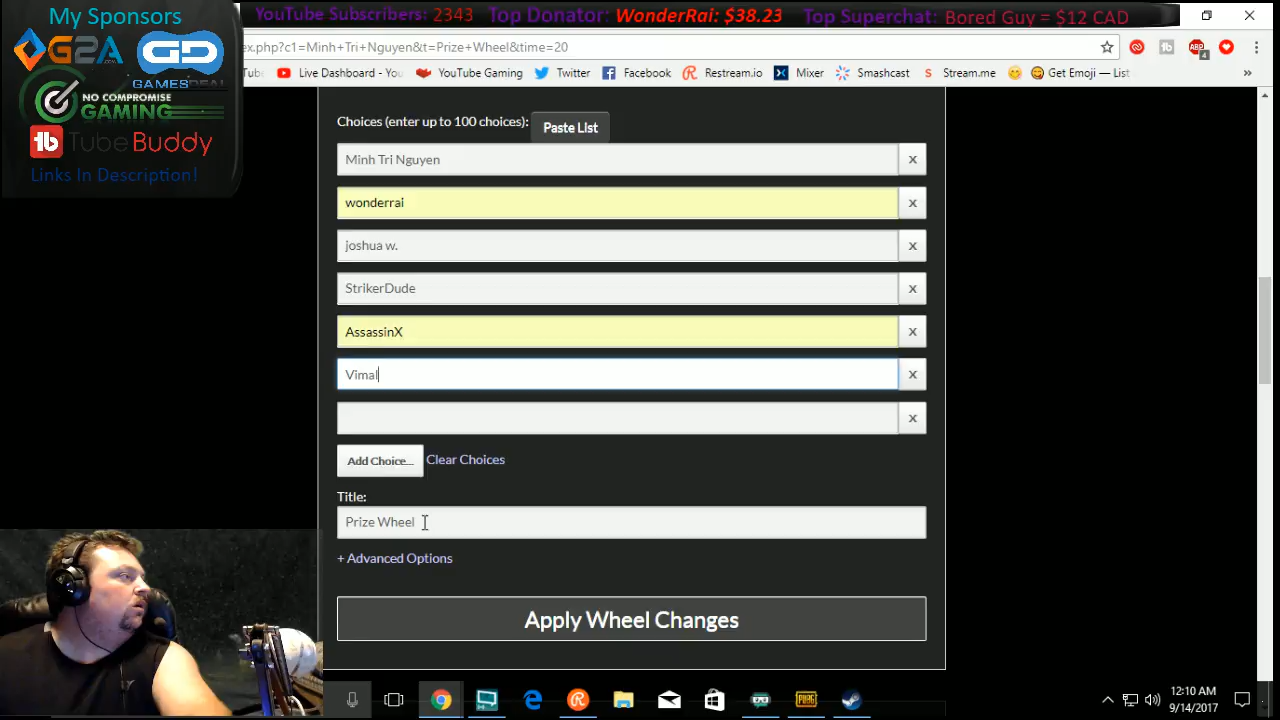 My Sponsors
G2A.COM
GAMESDEAL
NO COMPROMISE
GAMING
TubeBuddy
Links In Description!
YouTube Subscribers: 2343 Top Donator: WonderRai: $38.23 Top Superchat: Bored Guy = $12 CAD
ex.php?c1=Minh+Tri+Nguyen&t=Prize+Wheel&time=20
Tub Live Dashboard - Yo YouTube Gaming Twitter Facebook Restream.io Mixer Smashcast Stream.me Get Emoji — List »
Choices (enter up to 100 choices): Paste List
Minh Tri Nguyen X
wonderrai X
joshua w. X
StrikerDude X
AssassinX X
Vimal X
X
Add Choice... Clear Choices
Title:
Prize Wheel
+ Advanced Options
Apply Wheel Changes
12:10 AM
9/14/2017